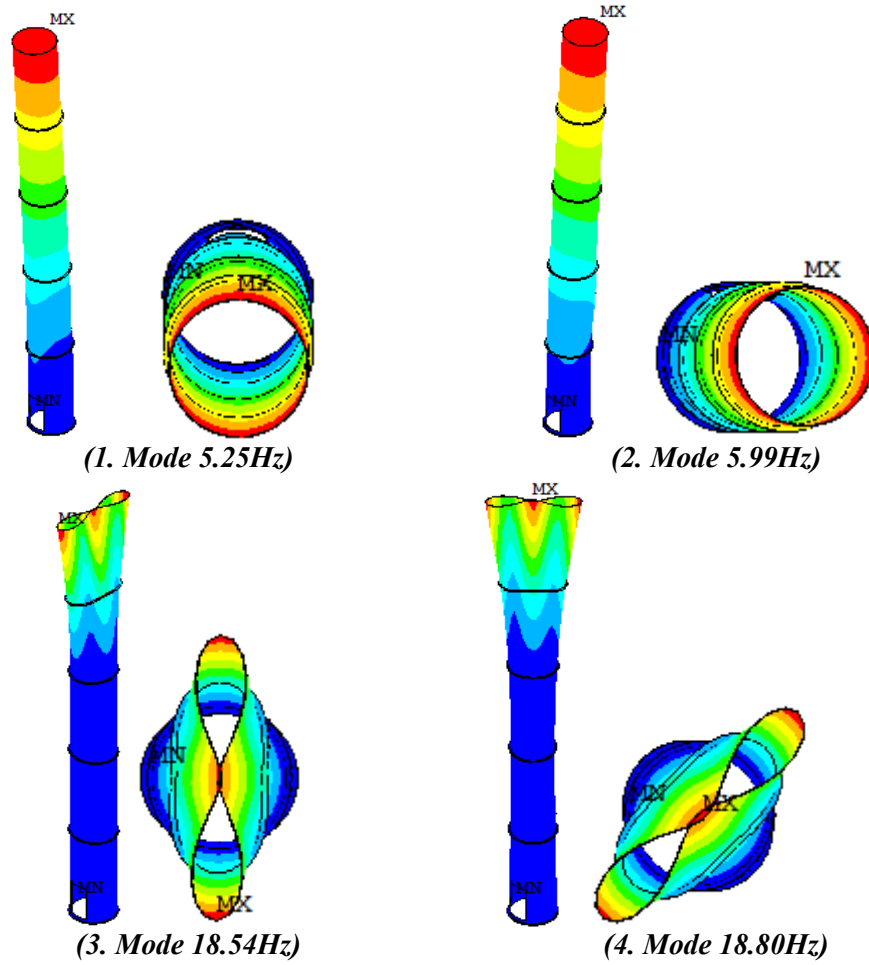 MX
MN
MN
MX
(1. Mode 5.25Hz)
MX
MN
MX
MN
(2. Mode 5.99Hz)
MX
MN
MN
MX
(3. Mode 18.54Hz)
MX
MN
MN
MX
(4. Mode 18.80Hz)